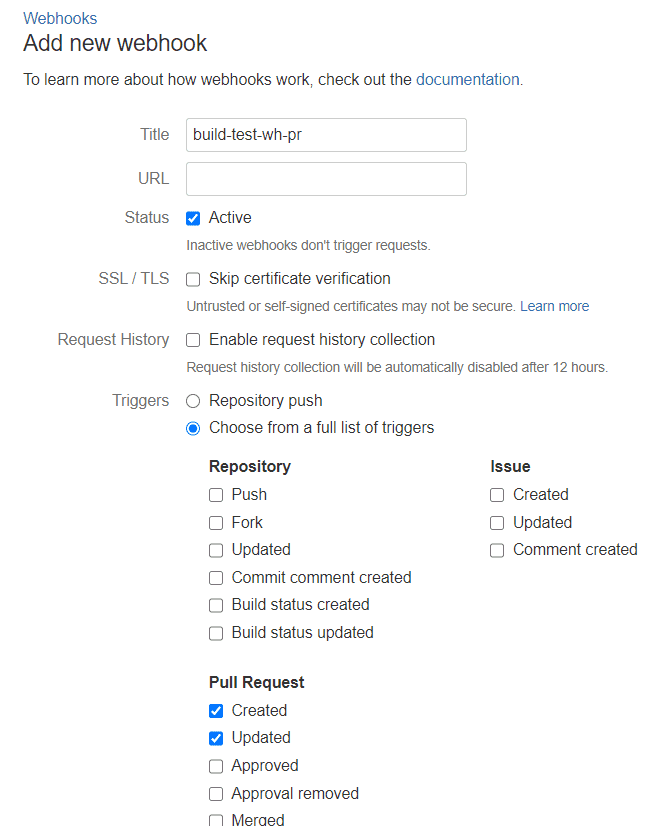 Webhooks
Add new webhook
To learn more about how webhooks work, check out the documentation.
Title build-test-wh-pr
URL
Status Active
Inactive webhooks don't trigger requests.
SSL / TLS Skip certificate verification
Untrusted or self-signed certificates may not be secure. Learn more
Request History Enable request history collection
Request history collection will be automatically disabled after 12 hours.
Triggers Repository push
Choose from a full list of triggers
Repository Issue
Push Created
Fork Updated
Updated Comment created
Commit comment created
Build status created
Build status updated
Pull Request
Created
Updated
Approved
Approval removed
Merged